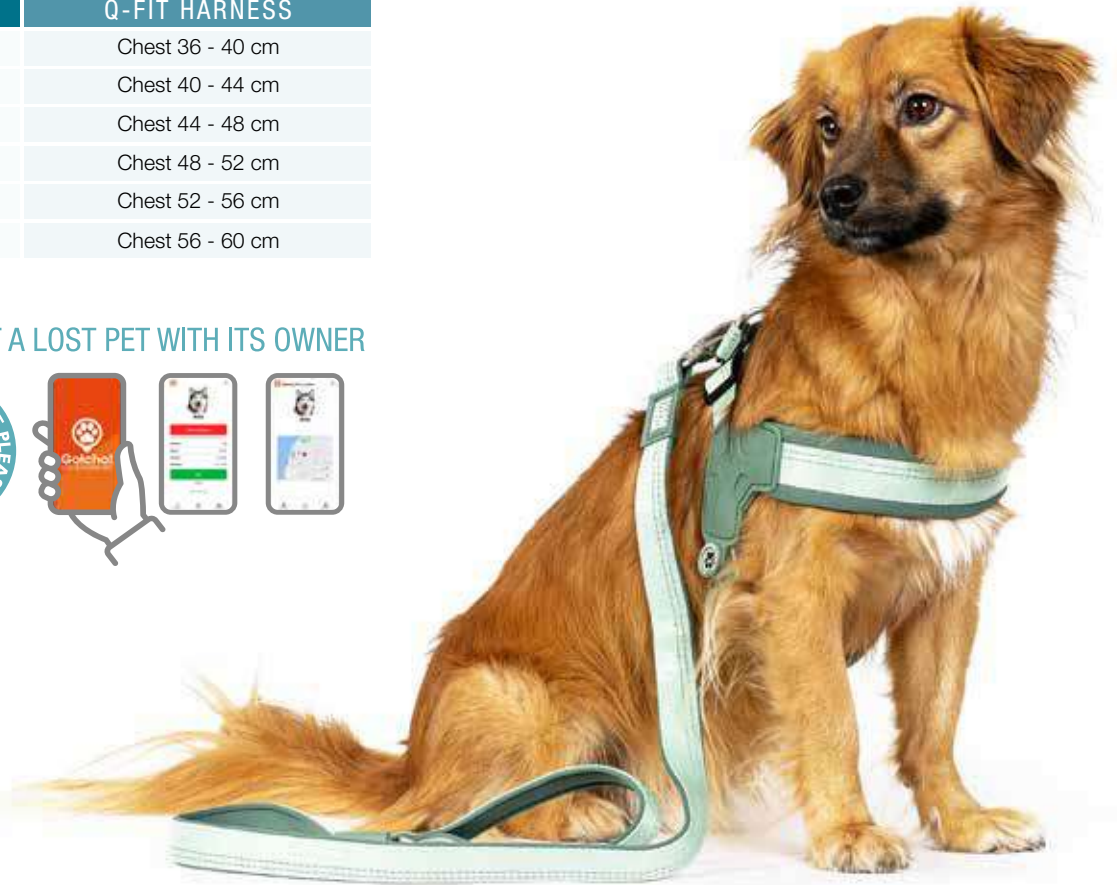 Q-FIT HARNESS
Chest 36 - 40 cm
Chest 40 - 44 cm
Chest 44 - 48 cm
Chest 48 - 52 cm
Chest 52 - 56 cm
Chest 56 - 60 cm
A LOST PET WITH ITS OWNER
Gotcha!